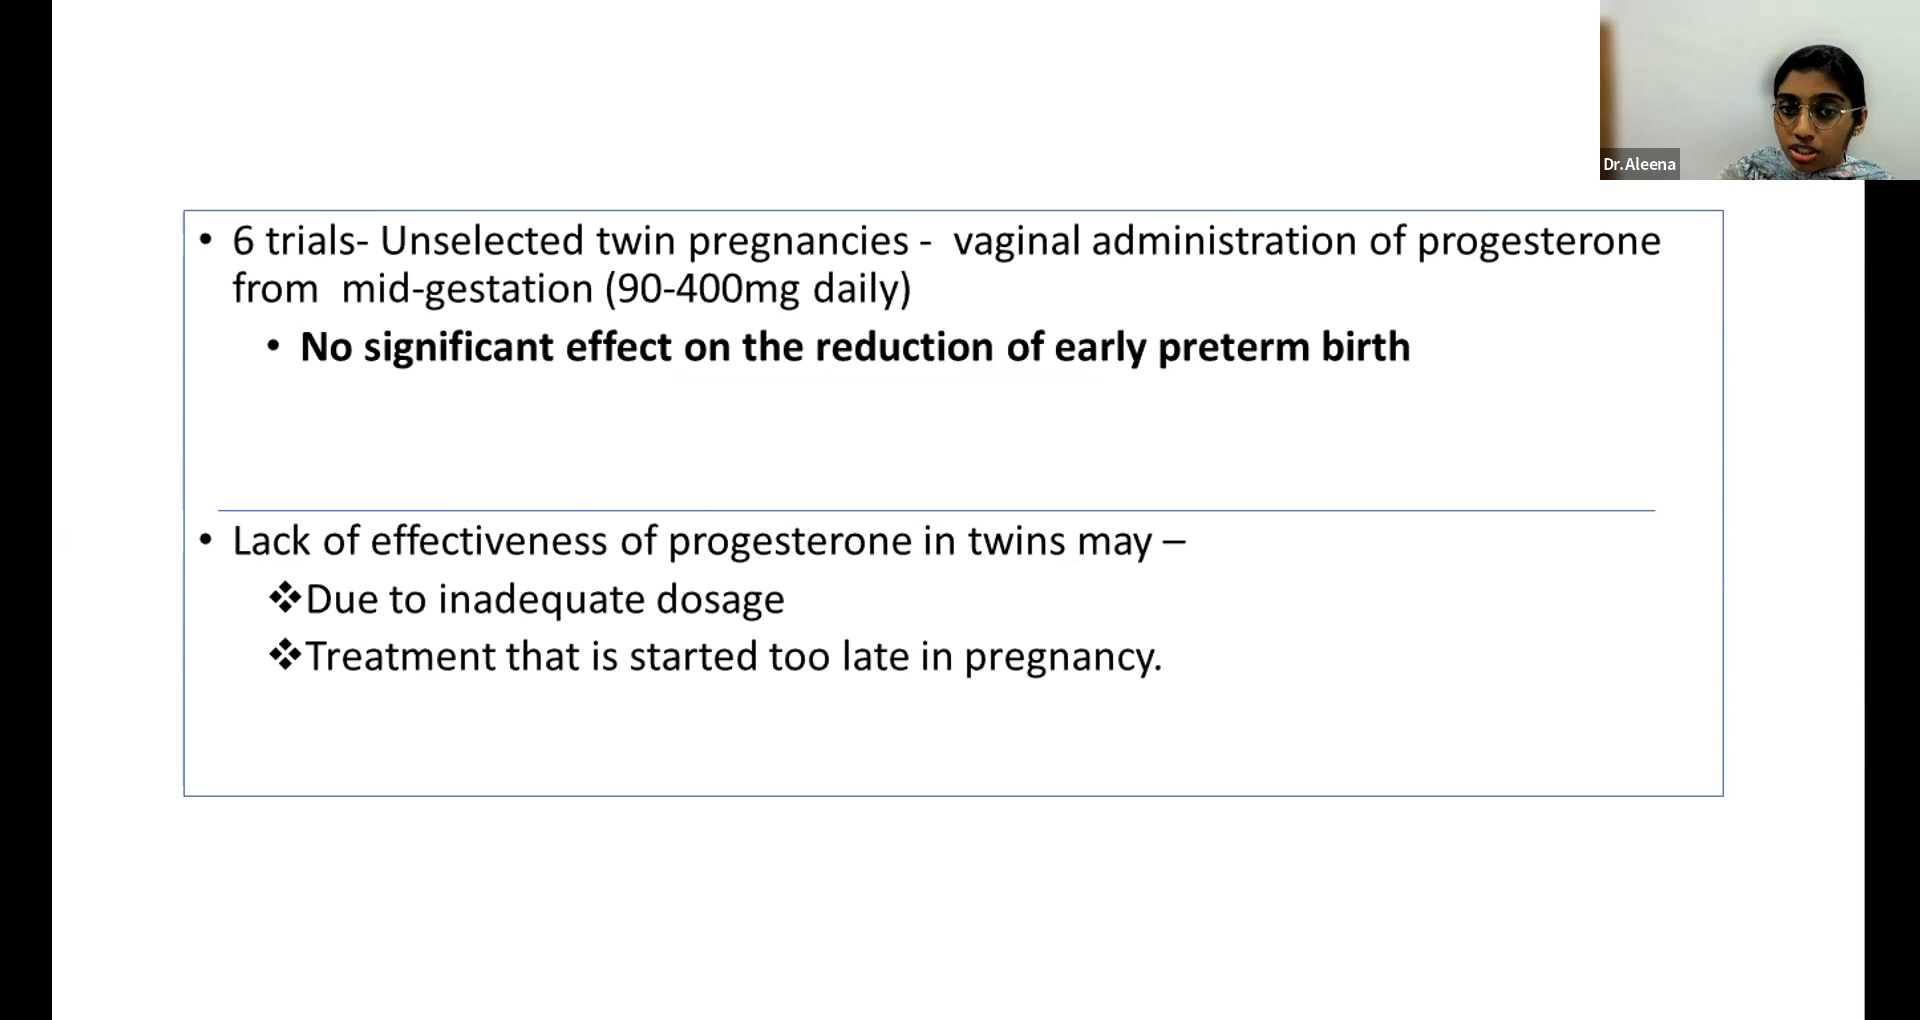 Dr.Aleena
• 6 trials- Unselected twin pregnancies - vaginal administration of progesterone
from mid-gestation (90-400mg daily)
• No significant effect on the reduction of early preterm birth
• Lack of effectiveness of progesterone in twins may –
❖Due to inadequate dosage
❖Treatment that is started too late in pregnancy.